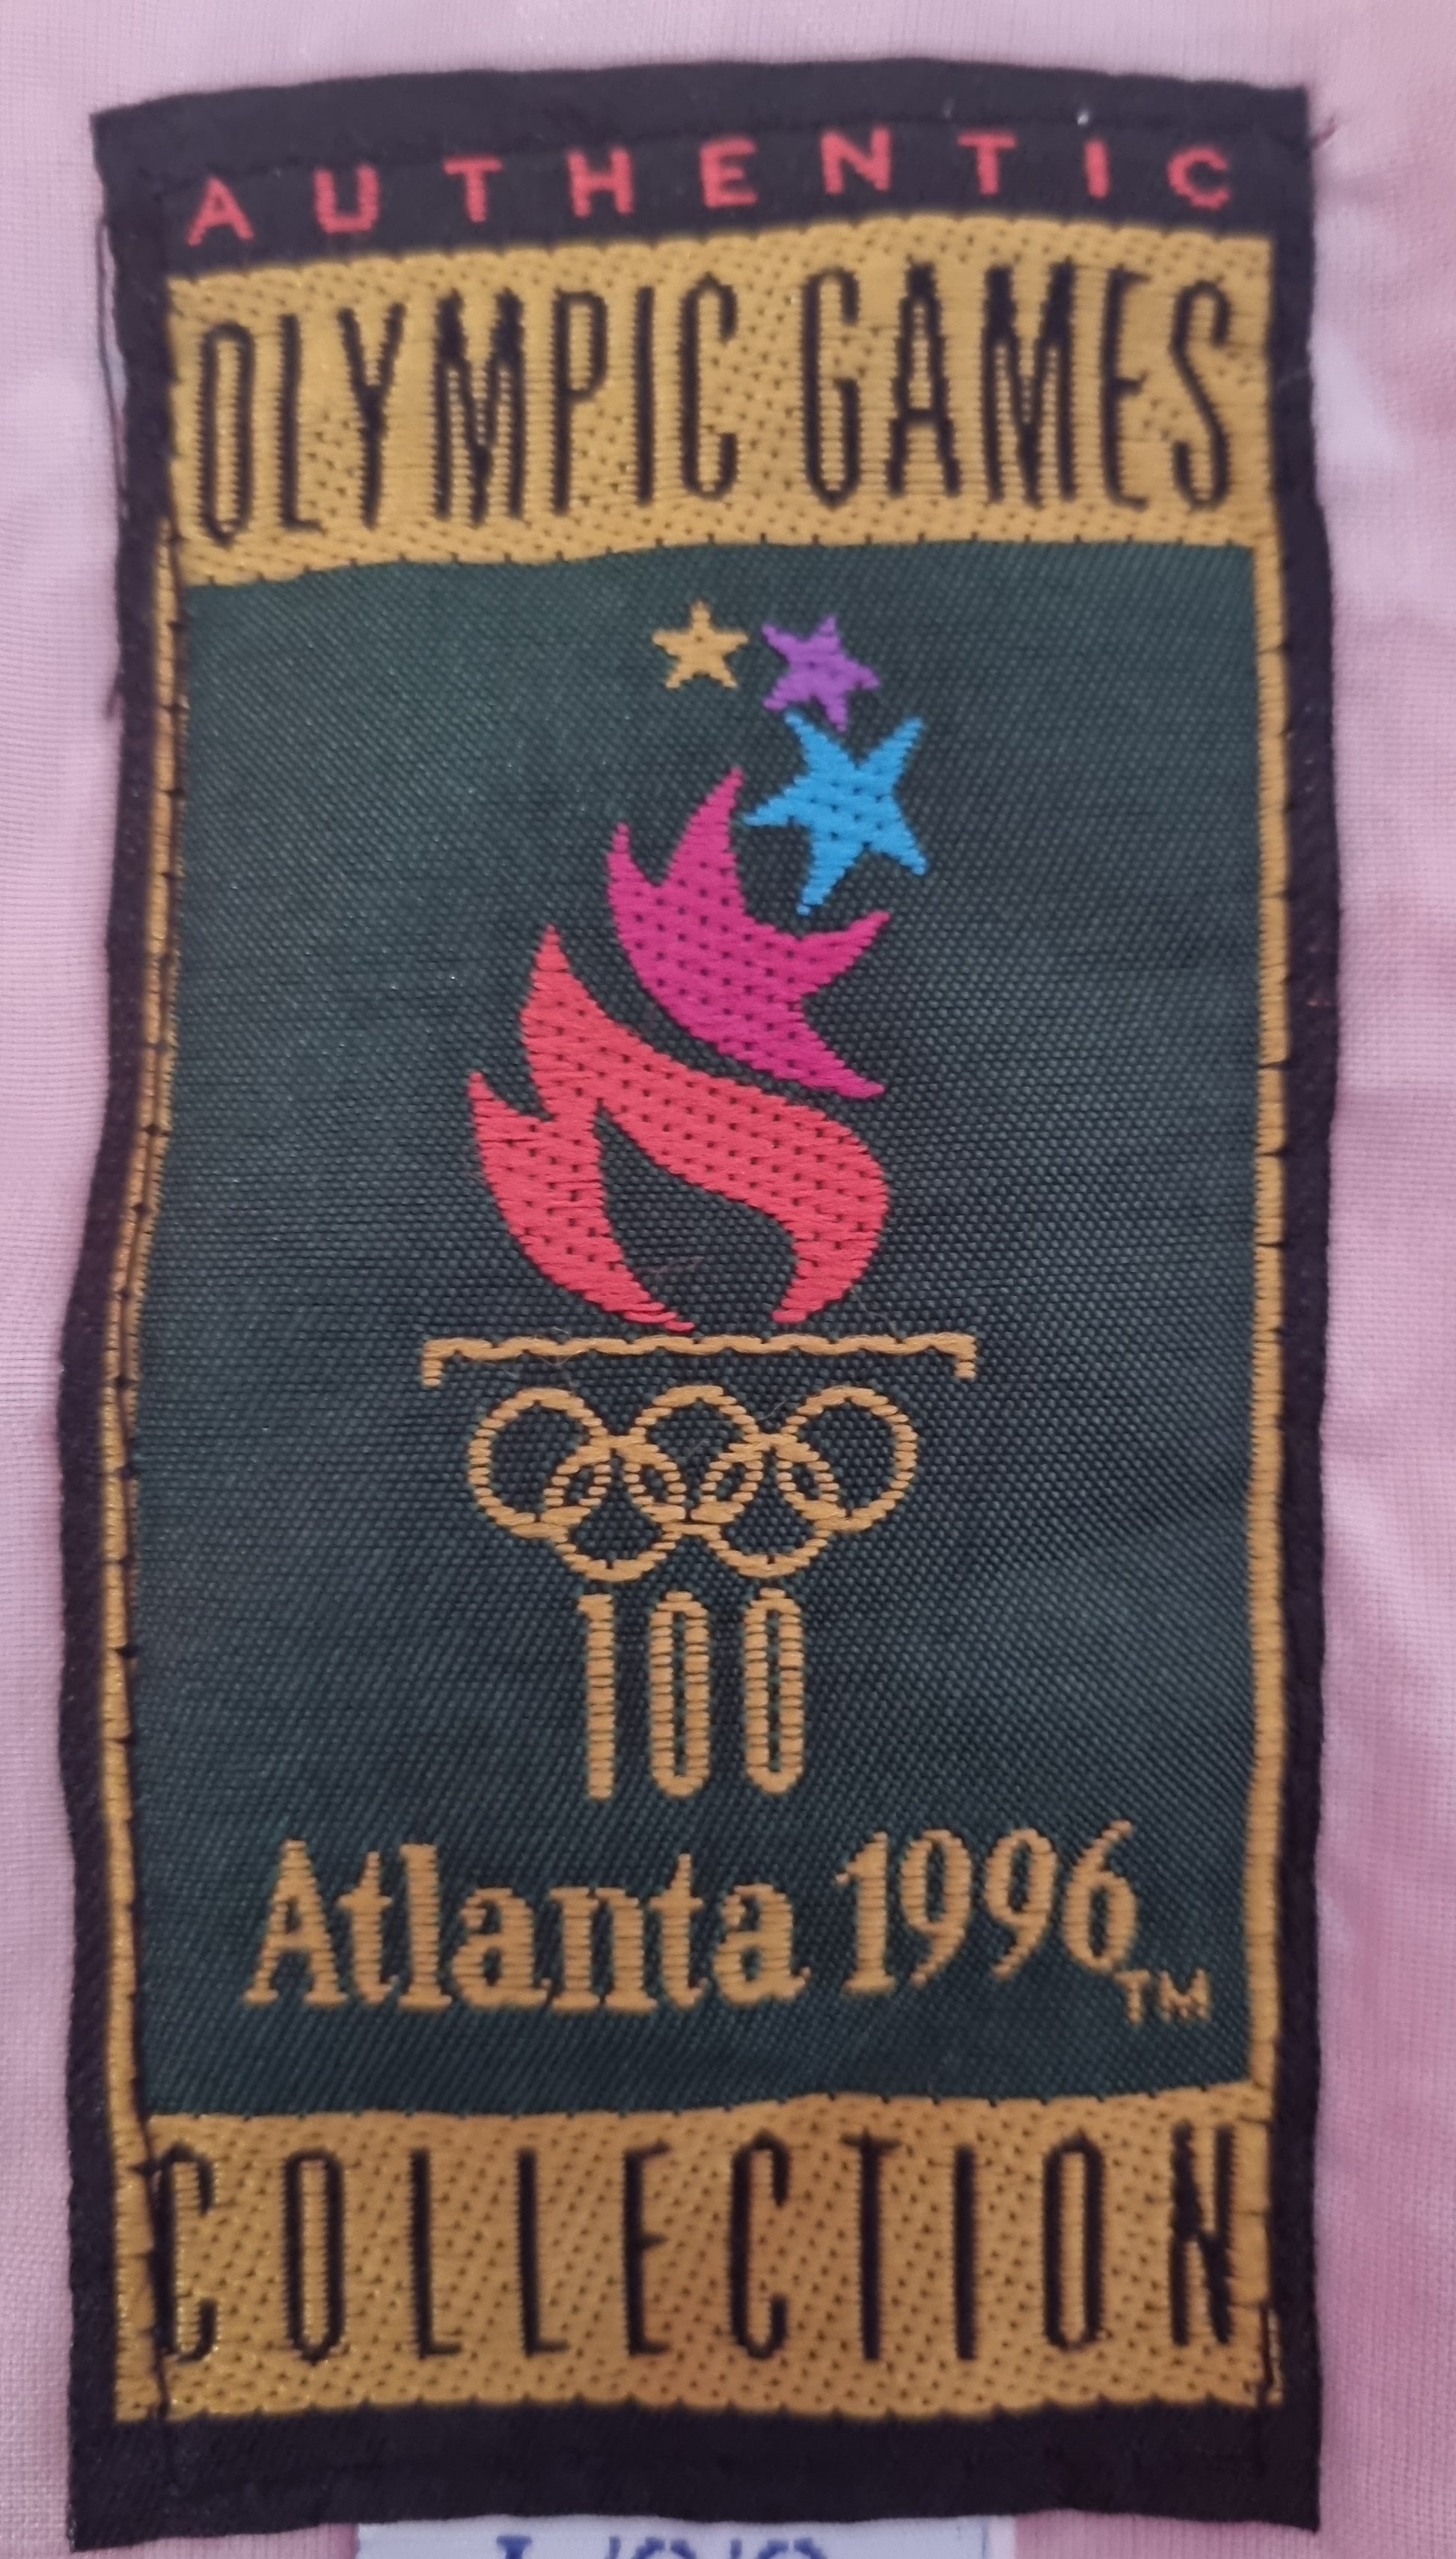 AUTHENTIC
OLYMPIC GAMES
100
Atlanta 1996 TM
COLLECTION